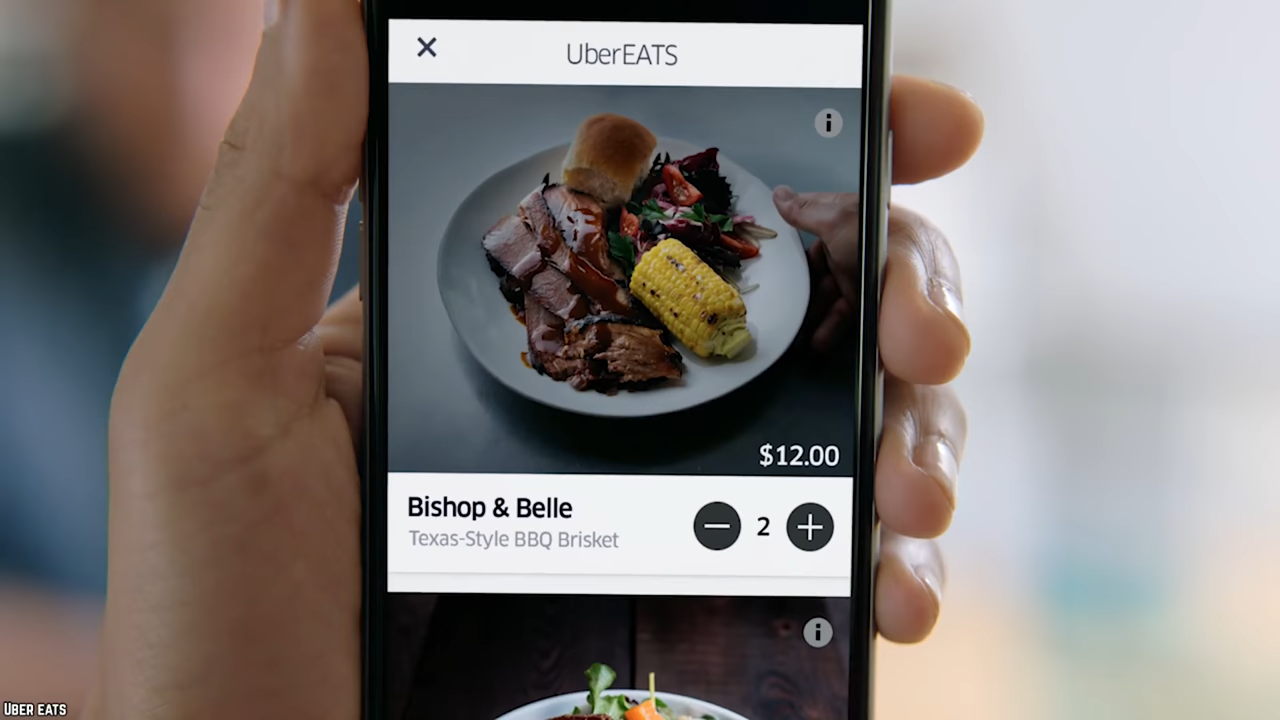 UberEATS
$12.00
Bishop & Belle
2
Texas-Style BBQ Brisket
UBER EATS